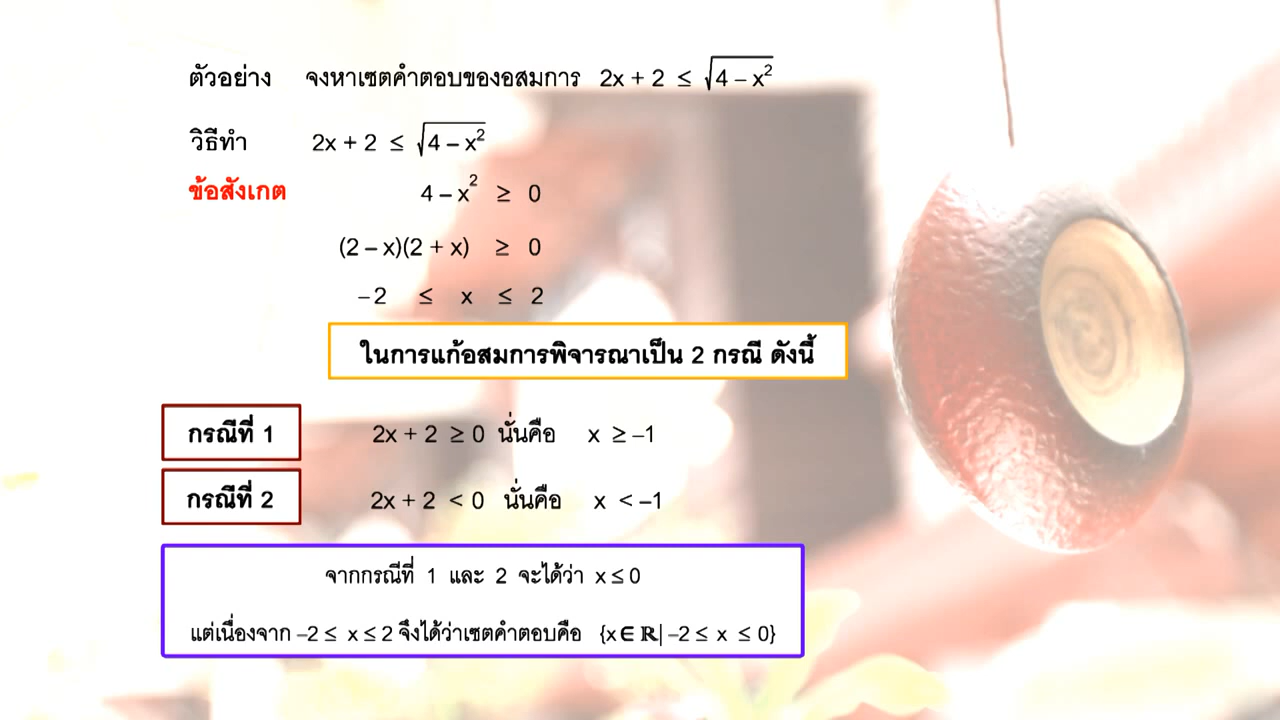 ตัวอย่าง จงหาเซตคำตอบของอสมการ 2x + 2 ≤ √(4 – x²)
วิธีทำ 2x + 2 ≤ √(4 – x²)
ข้อสังเกต 4 – x² ≥ 0
(2 – x)(2 + x) ≥ 0
–2 ≤ x ≤ 2
ในการแก้อสมการพิจารณาเป็น 2 กรณี ดังนี้
กรณีที่ 1 2x + 2 ≥ 0 นั่นคือ x ≥ –1
กรณีที่ 2 2x + 2 < 0 นั่นคือ x < –1
จากกรณีที่ 1 และ 2 จะได้ว่า x ≤ 0
แต่เนื่องจาก –2 ≤ x ≤ 2 จึงได้ว่าเซตคำตอบคือ {x ∈ ℝ| –2 ≤ x ≤ 0}